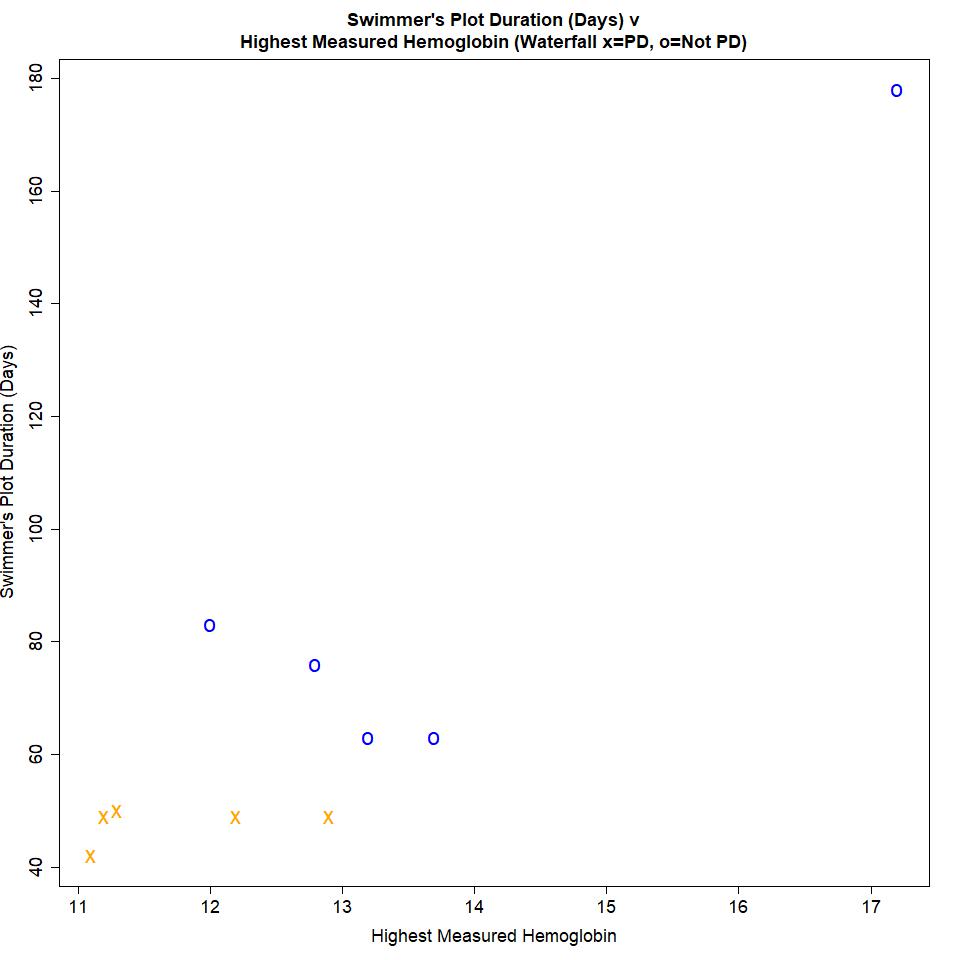 Swimmer's Plot Duration (Days) v
Highest Measured Hemoglobin (Waterfall x=PD, o=Not PD)
Swimmer's Plot Duration (Days)
180
160
140
120
100
80
60
40
o
o
o
o o
x x x x
x
11 12 13 14 15 16 17
Highest Measured Hemoglobin